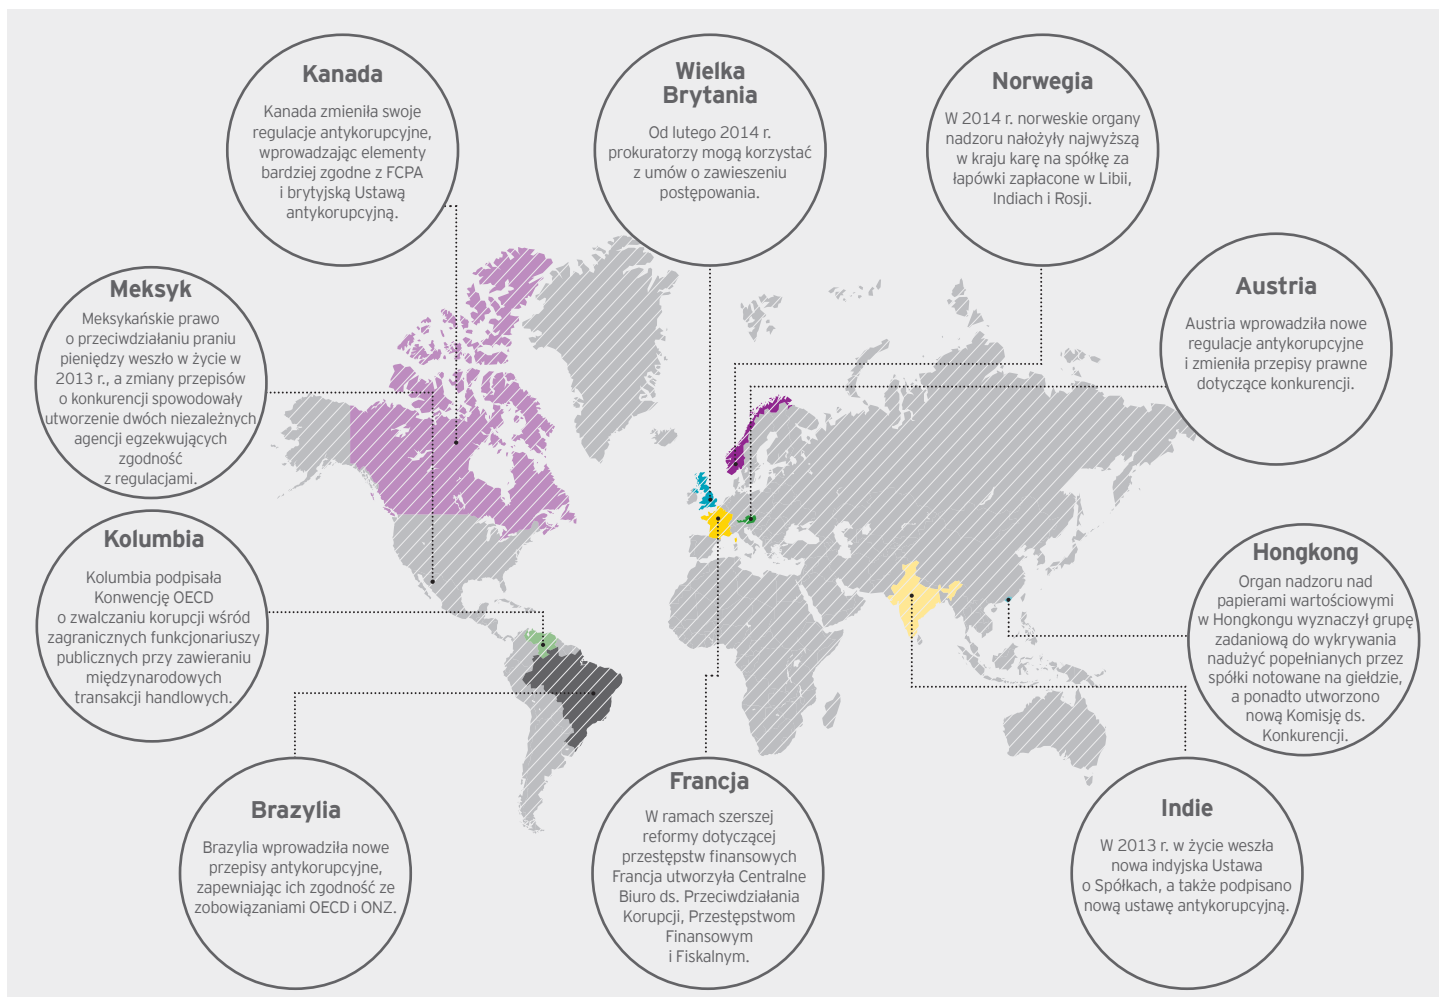 Kanada
Kanada zmieniła swoje
regulacje antykorupcyjne,
wprowadzając elementy
bardziej zgodne z FCPA
i brytyjską Ustawą
antykorupcyjną.
Wielka
Brytania
Od lutego 2014 r.
prokuratorzy mogą korzystać
z umów o zawieszeniu
postępowania.
Norwegia
W 2014 r. norweskie organy
nadzoru nałożyły najwyższą
w kraju karę na spółkę za
łapówki zapłacone w Libii,
Indiach i Rosji.
Meksyk
Meksykańskie prawo
o przeciwdziałaniu praniu
pieniędzy weszło w życie w
2013 r., a zmiany przepisów
o konkurencji spowodowały
utworzenie dwóch niezależnych
agencji egzekwujących
zgodność
z regulacjami.
Austria
Austria wprowadziła nowe
regulacje antykorupcyjne
i zmieniła przepisy prawne
dotyczące konkurencji.
Kolumbia
Kolumbia podpisała
Konwencję OECD
o zwalczaniu korupcji wśród
zagranicznych funkcjonariuszy
publicznych przy zawieraniu
międzynarodowych
transakcji handlowych.
Hongkong
Organ nadzoru nad
papierami wartościowymi
w Hongkongu wyznaczył grupę
zadaniową do wykrywania
nadużyć popełnianych przez
spółki notowane na giełdzie,
a ponadto utworzono
nową Komisję ds.
Konkurencji.
Brazylia
Brazylia wprowadziła nowe
przepisy antykorupcyjne,
zapewniając ich zgodność ze
zobowiązaniami OECD i ONZ.
Francja
W ramach szerszej
reformy dotyczącej
przestępstw finansowych
Francja utworzyła Centralne
Biuro ds. Przeciwdziałania
Korupcji, Przestępstwom
Finansowym
i Fiskalnym.
Indie
W 2013 r. w życie weszła
nowa indyjska Ustawa
o Spółkach, a także podpisano
nową ustawę antykorupcyjną.